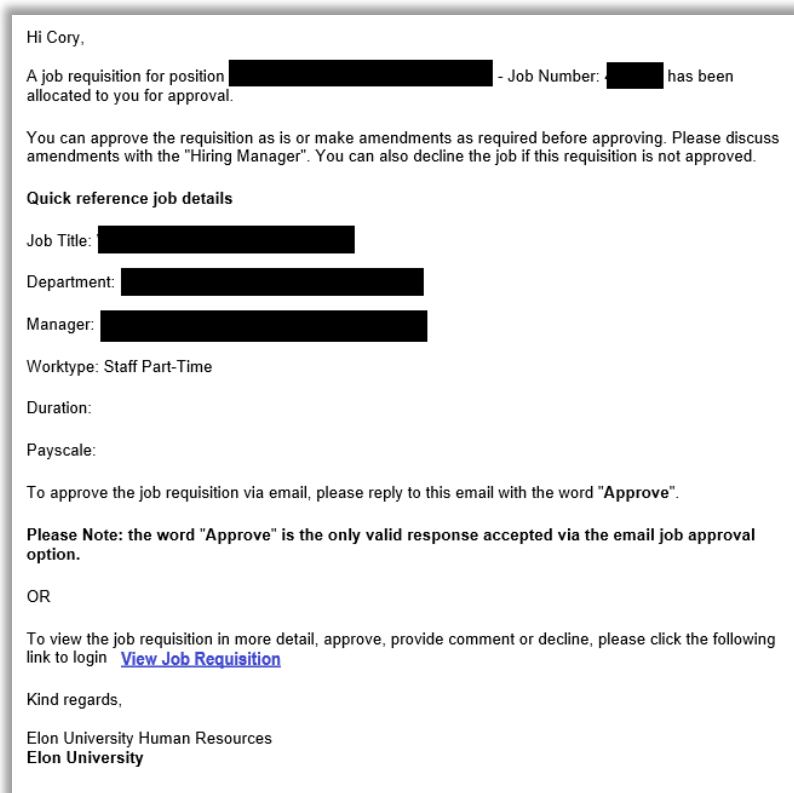 Hi Cory,
A job requisition for position - Job Number: has been
allocated to you for approval.
You can approve the requisition as is or make amendments as required before approving. Please discuss
amendments with the "Hiring Manager". You can also decline the job if this requisition is not approved.
Quick reference job details
Job Title:
Department:
Manager:
Worktype: Staff Part-Time
Duration:
Payscale:
To approve the job requisition via email, please reply to this email with the word "Approve".
Please Note: the word "Approve" is the only valid response accepted via the email job approval
option.
OR
To view the job requisition in more detail, approve, provide comment or decline, please click the following
link to login View Job Requisition
Kind regards,
Elon University Human Resources
Elon University